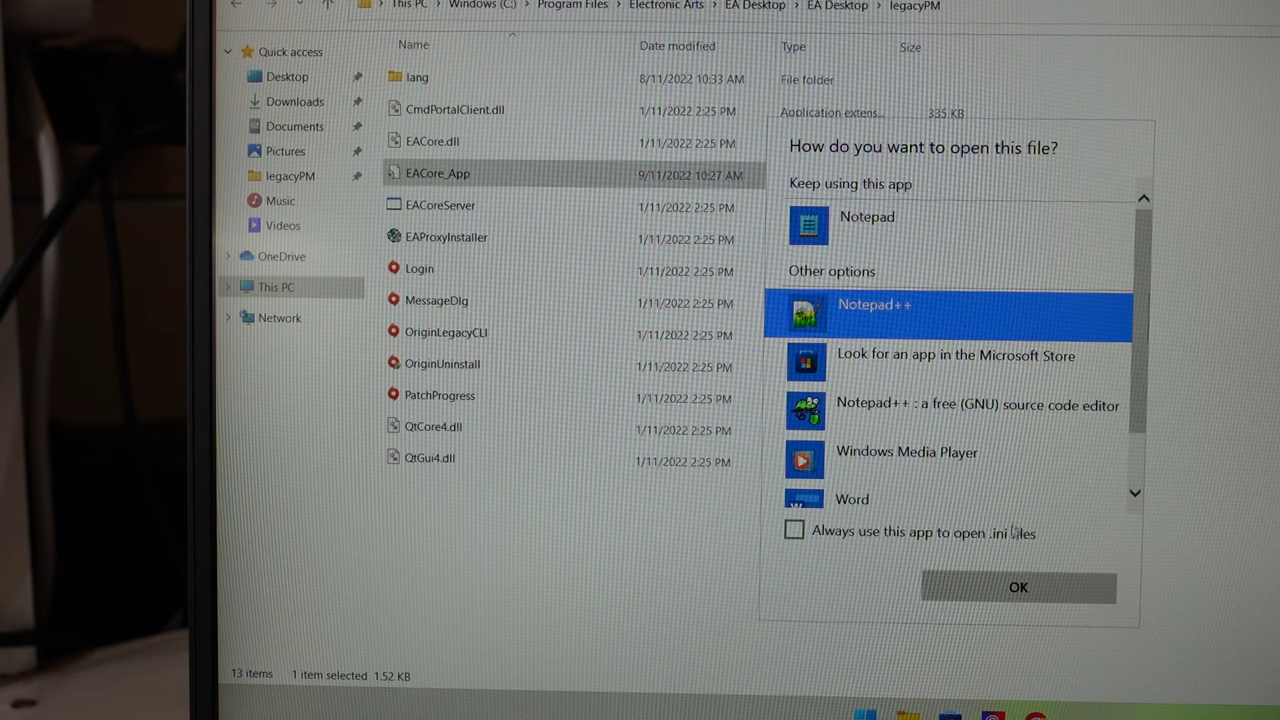 This PC > Windows (C:) > Program Files > Electronic Arts > EA Desktop > EA Desktop > legacyPM
Name Date modified Type Size
Quick access
Desktop
Downloads
Documents
Pictures
legacyPM
Music
Videos
OneDrive
This PC
Network
lang 8/11/2022 10:33 AM File folder
CmdPortalClient.dll 1/11/2022 2:25 PM Application extens... 335 KB
EACore.dll 1/11/2022 2:25 PM
EACore_App 9/11/2022 10:27 AM
EACoreServer 1/11/2022 2:25 PM
EAProxyInstaller 1/11/2022 2:25 PM
Login 1/11/2022 2:25 PM
MessageDlg 1/11/2022 2:25 PM
OriginLegacyCLI 1/11/2022 2:25 PM
OriginUninstall 1/11/2022 2:25 PM
PatchProgress 1/11/2022 2:25 PM
QtCore4.dll 1/11/2022 2:25 PM
QtGui4.dll 1/11/2022 2:25 PM
How do you want to open this file?
Keep using this app
Notepad
Other options
Notepad++
Look for an app in the Microsoft Store
Notepad++ : a free (GNU) source code editor
Windows Media Player
Word
Always use this app to open .ini files
OK
13 items 1 item selected 1.52 KB